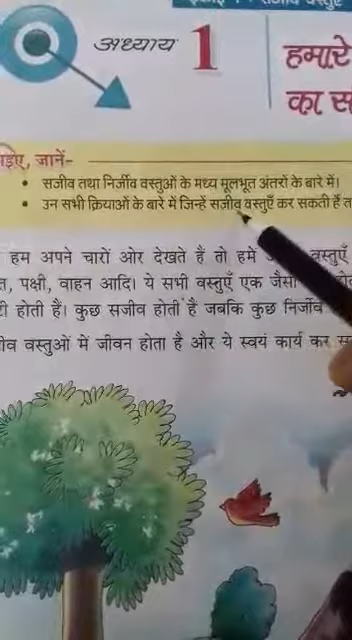 अध्याय 1
हमारे
का
जानें-
• सजीव तथा निर्जीव वस्तुओं के मध्य मूलभूत अंतरों के बारे में।
• उन सभी क्रियाओं के बारे में जिन्हें सजीव वस्तुएँ कर सकती हैं
हम अपने चारों ओर देखते हैं तो हमें वस्तुएँ
पक्षी, वाहन आदि। ये सभी वस्तुएँ एक जैसी
होती हैं। कुछ सजीव होती हैं जबकि कुछ निर्जीव
वस्तुओं में जीवन होता है और ये स्वयं कार्य कर